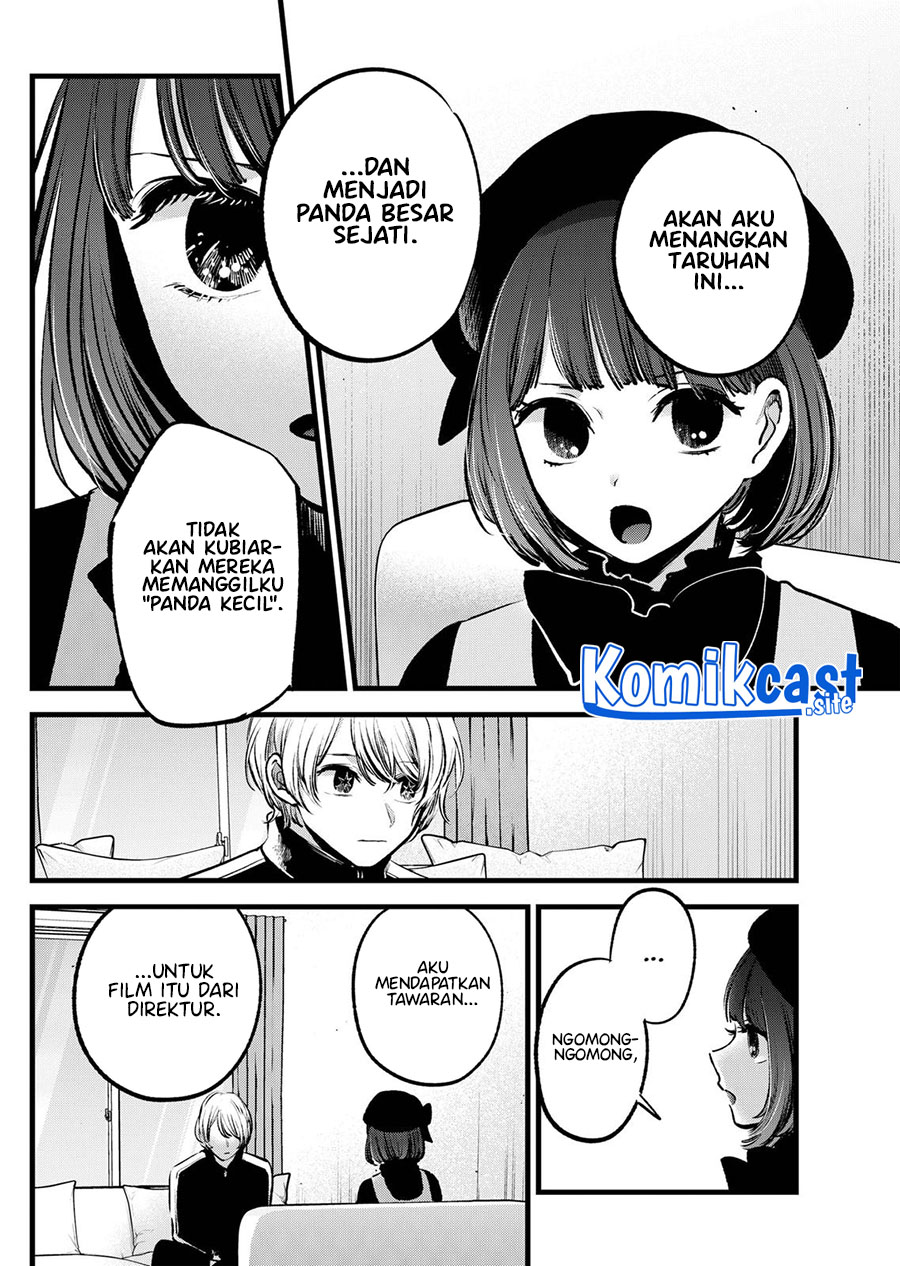 AKAN AKU
MENANGKAN
TARUHAN
INI...
...DAN
MENJADI
PANDA BESAR
SEJATI.
TIDAK
AKAN KUBIAR-
KAN MEREKA
MEMANGGILKU
"PANDA KECIL".
Komikcast
.site
...
NGOMONG-
NGOMONG,
AKU
MENDAPATKAN
TAWARAN...
...UNTUK
FILM ITU DARI
DIREKTUR.